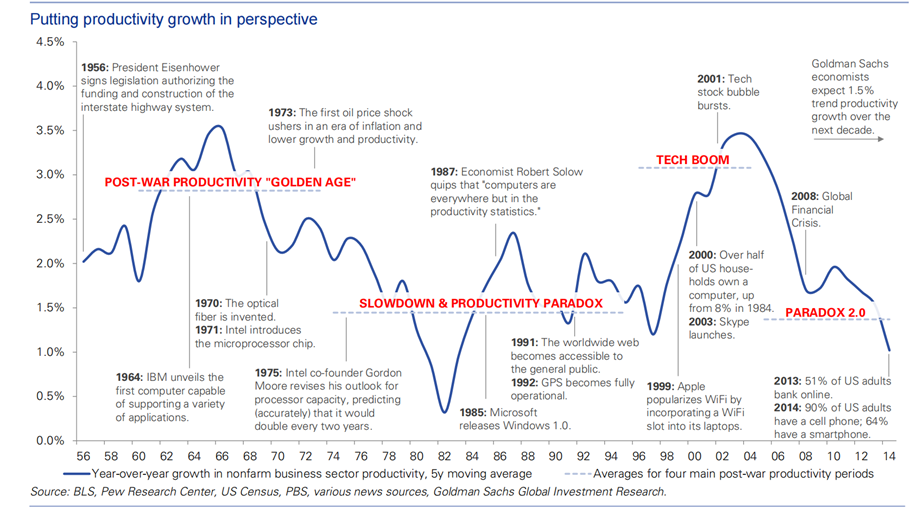 Putting productivity growth in perspective
4.5%
4.0%
3.5%
3.0%
2.5%
2.0%
1.5%
1.0%
0.5%
0.0%
1956: President Eisenhower
signs legislation authorizing the
funding and construction of the
interstate highway system.
1973: The first oil price shock
ushers in an era of inflation and
lower growth and productivity.
POST-WAR PRODUCTIVITY "GOLDEN AGE"
1987: Economist Robert Solow
quips that "computers are
everywhere but in the
productivity statistics."
2001: Tech
stock bubble
bursts.
TECH BOOM
Goldman Sachs
economists
expect 1.5%
trend productivity
growth over the
next decade.
2008: Global
Financial
Crisis.
2000: Over half
of US house-
holds own a
computer, up
from 8% in 1984.
2003: Skype
launches.
1970: The optical
fiber is invented.
1971: Intel introduces
the microprocessor chip.
SLOWDOWN & PRODUCTIVITY PARADOX
PARADOX 2.0
1964: IBM unveils the
first computer capable
of supporting a variety
of applications.
1975: Intel co-founder Gordon
Moore revises his outlook for
processor capacity, predicting
(accurately) that it would
double every two years.
1985: Microsoft
releases Windows 1.0.
1991: The worldwide web
becomes accessible to
the general public.
1992: GPS becomes fully
operational.
1999: Apple
popularizes WiFi by
incorporating a WiFi
slot into its laptops.
2013: 51% of US adults
bank online.
2014: 90% of US adults
have a cell phone; 64%
have a smartphone.
56 58 60 62 64 66 68 70 72 74 76 78 80 82 84 86 88 90 92 94 96 98 00 02 04 06 08 10 12 14
Year-over-year growth in nonfarm business sector productivity, 5y moving average
Averages for four main post-war productivity periods
Source: BLS, Pew Research Center, US Census, PBS, various news sources, Goldman Sachs Global Investment Research.